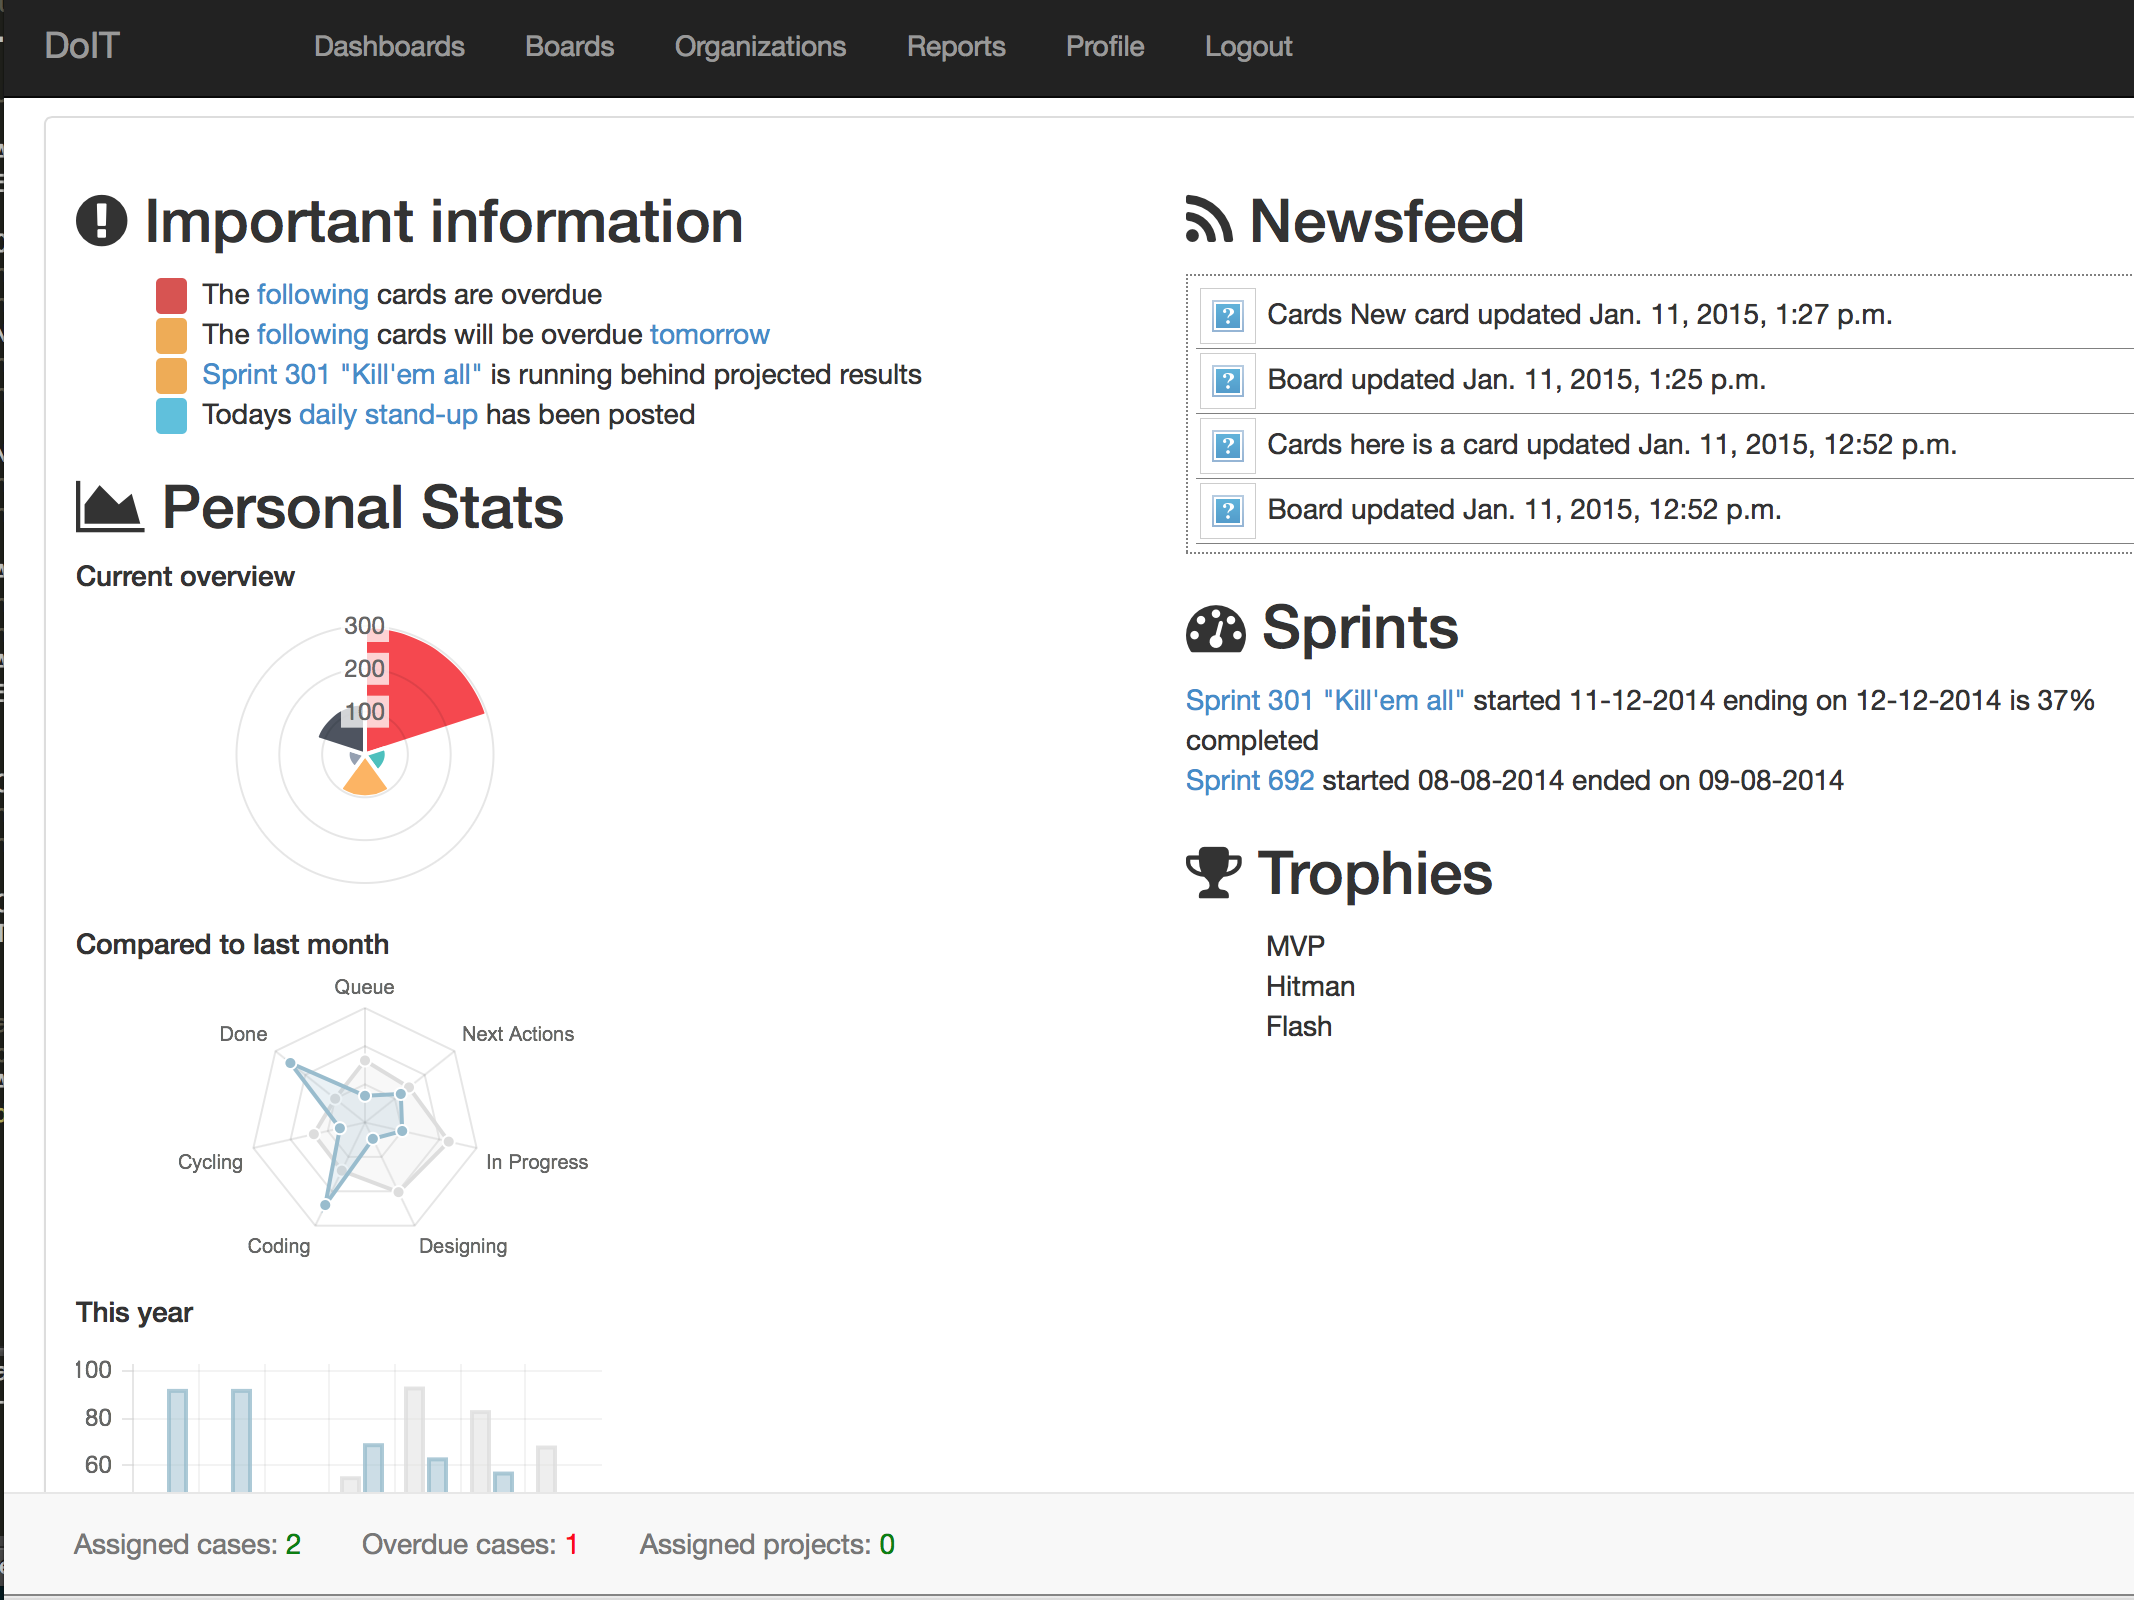 DoIT
Dashboards
Boards
Organizations
Reports
Profile
Logout
Important information
The following cards are overdue
The following cards will be overdue tomorrow
Sprint 301 "Kill'em all" is running behind projected results
Todays daily stand-up has been posted
Personal Stats
Current overview
300
200
100
Compared to last month
Queue
Done
Next Actions
Cycling
In Progress
Coding
Designing
This year
100
80
60
Newsfeed
Cards New card updated Jan. 11, 2015, 1:27 p.m.
Board updated Jan. 11, 2015, 1:25 p.m.
Cards here is a card updated Jan. 11, 2015, 12:52 p.m.
Board updated Jan. 11, 2015, 12:52 p.m.
Sprints
Sprint 301 "Kill'em all" started 11-12-2014 ending on 12-12-2014 is 37%
completed
Sprint 692 started 08-08-2014 ended on 09-08-2014
Trophies
MVP
Hitman
Flash
Assigned cases: 2
Overdue cases: 1
Assigned projects: 0